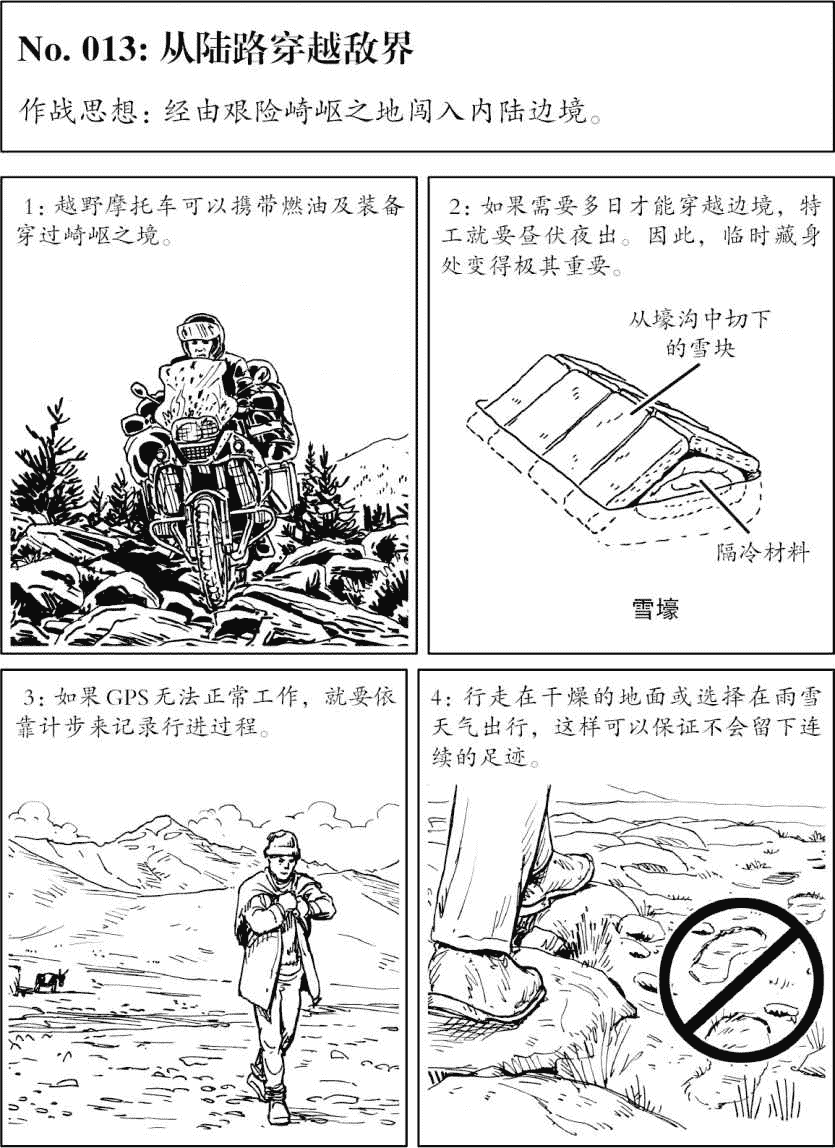 No. 013: 从陆路穿越敌界
作战思想：经由艰险崎岖之地闯入内陆边境。
1：越野摩托车可以携带燃油及装备
穿过崎岖之境。
2：如果需要多日才能穿越边境，特
工就要昼伏夜出。因此，临时藏身
处变得极其重要。
从壕沟中切下
的雪块
隔冷材料
雪壕
3：如果 GPS 无法正常工作，就要依
靠计步来记录行进过程。
4：行走在干燥的地面或选择在雨雪
天气出行，这样可以保证不会留下连
续的足迹。